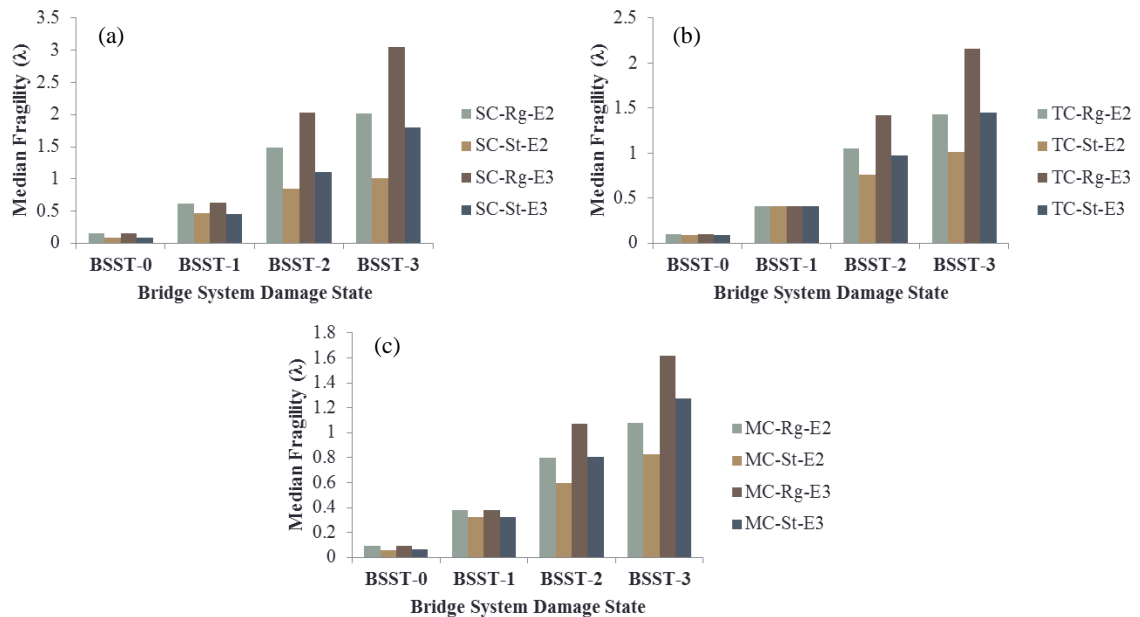 (a)
3.5
3
2.5
2
1.5
1
0.5
0
Median Fragility (λ)
BSST-0 BSST-1 BSST-2 BSST-3
Bridge System Damage State
SC-Rg-E2
SC-St-E2
SC-Rg-E3
SC-St-E3
(b)
2.5
2
1.5
1
0.5
0
Median Fragility (λ)
BSST-0 BSST-1 BSST-2 BSST-3
Bridge System Damage State
TC-Rg-E2
TC-St-E2
TC-Rg-E3
TC-St-E3
(c)
1.8
1.6
1.4
1.2
1
0.8
0.6
0.4
0.2
0
Median Fragility (λ)
BSST-0 BSST-1 BSST-2 BSST-3
Bridge System Damage State
MC-Rg-E2
MC-St-E2
MC-Rg-E3
MC-St-E3